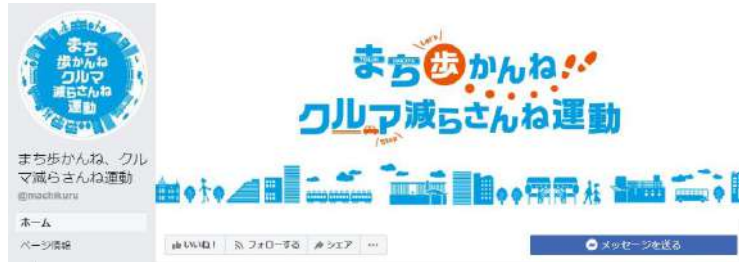 まち
歩かんね
クルマ
減らさんね
運動
まち歩かんね、クル
マ減らさんね運動
@machikuru
ホーム
ページ情報
Let's
まち歩かんね!!
クルマ減らさんね運動
Stop
いいね!
フォローする
シェア
…
メッセージを送る